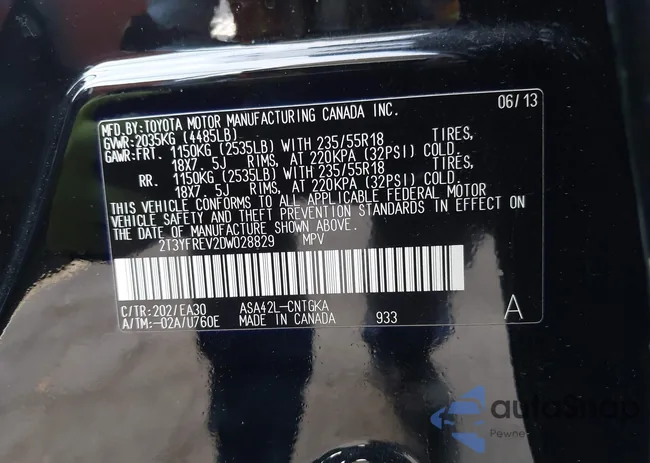 MFD.BY:TOYOTA MOTOR MANUFACTURING CANADA INC. 06/13
GVWR:2035KG (4485LB)
GAWR:FRT. 1150KG (2535LB) WITH 235/55R18 TIRES,
18X7. 5J RIMS, AT 220KPA (32PSI) COLD.
RR. 1150KG (2535LB) WITH 235/55R18 TIRES,
18X7. 5J RIMS, AT 220KPA (32PSI) COLD.
THIS VEHICLE CONFORMS TO ALL APPLICABLE FEDERAL MOTOR
VEHICLE SAFETY AND THEFT PREVENTION STANDARDS IN EFFECT ON
THE DATE OF MANUFACTURE SHOWN ABOVE.
2T3YFREV2DW028829 MPV
C/TR:202/EA30 ASA42L-CNTGKA
A/TM:-02A/U760E MADE IN CANADA 933 A
autoSnap
Pewne